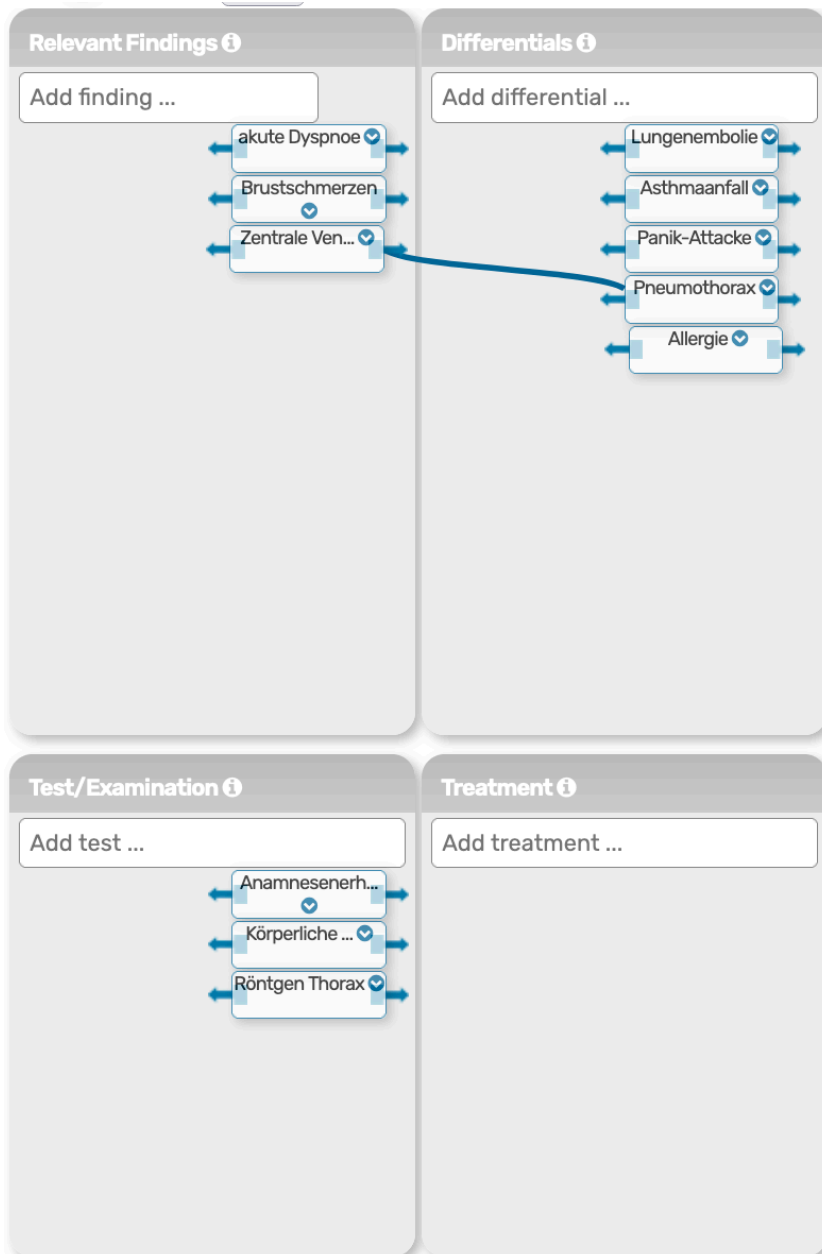 Relevant Findings
Differentials
Add finding ...
Add differential ...
akute Dyspnoe
Brustschmerzen
Zentrale Ven...
Lungenembolie
Asthmaanfall
Panik-Attacke
Pneumothorax
Allergie
Test/Examination
Treatment
Add test ...
Add treatment ...
Anamnesenerh...
Körperliche ...
Röntgen Thorax